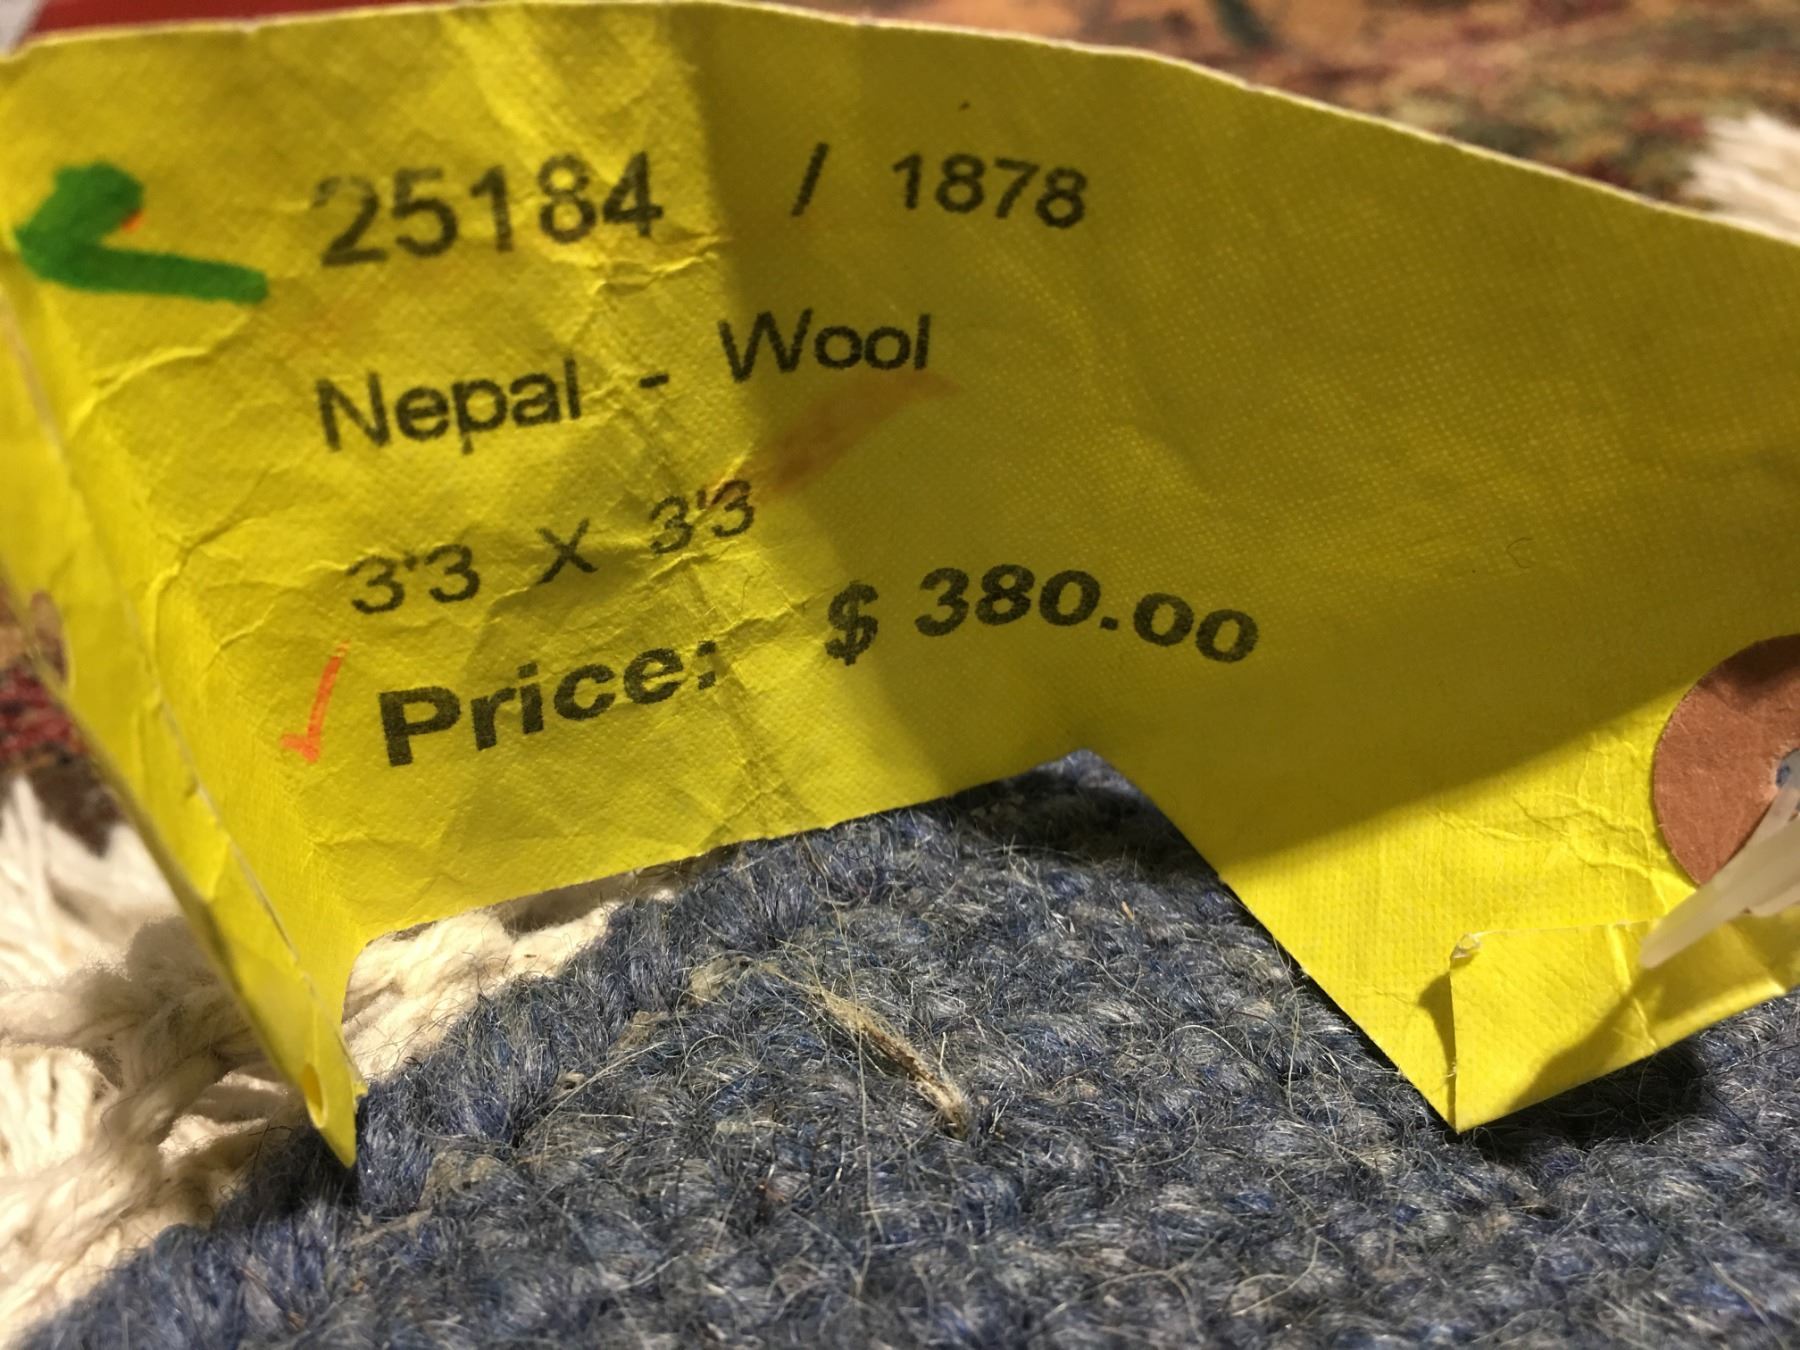 25184 / 1878
Nepal - Wool
3'3 X 3'3
Price: $ 380.00